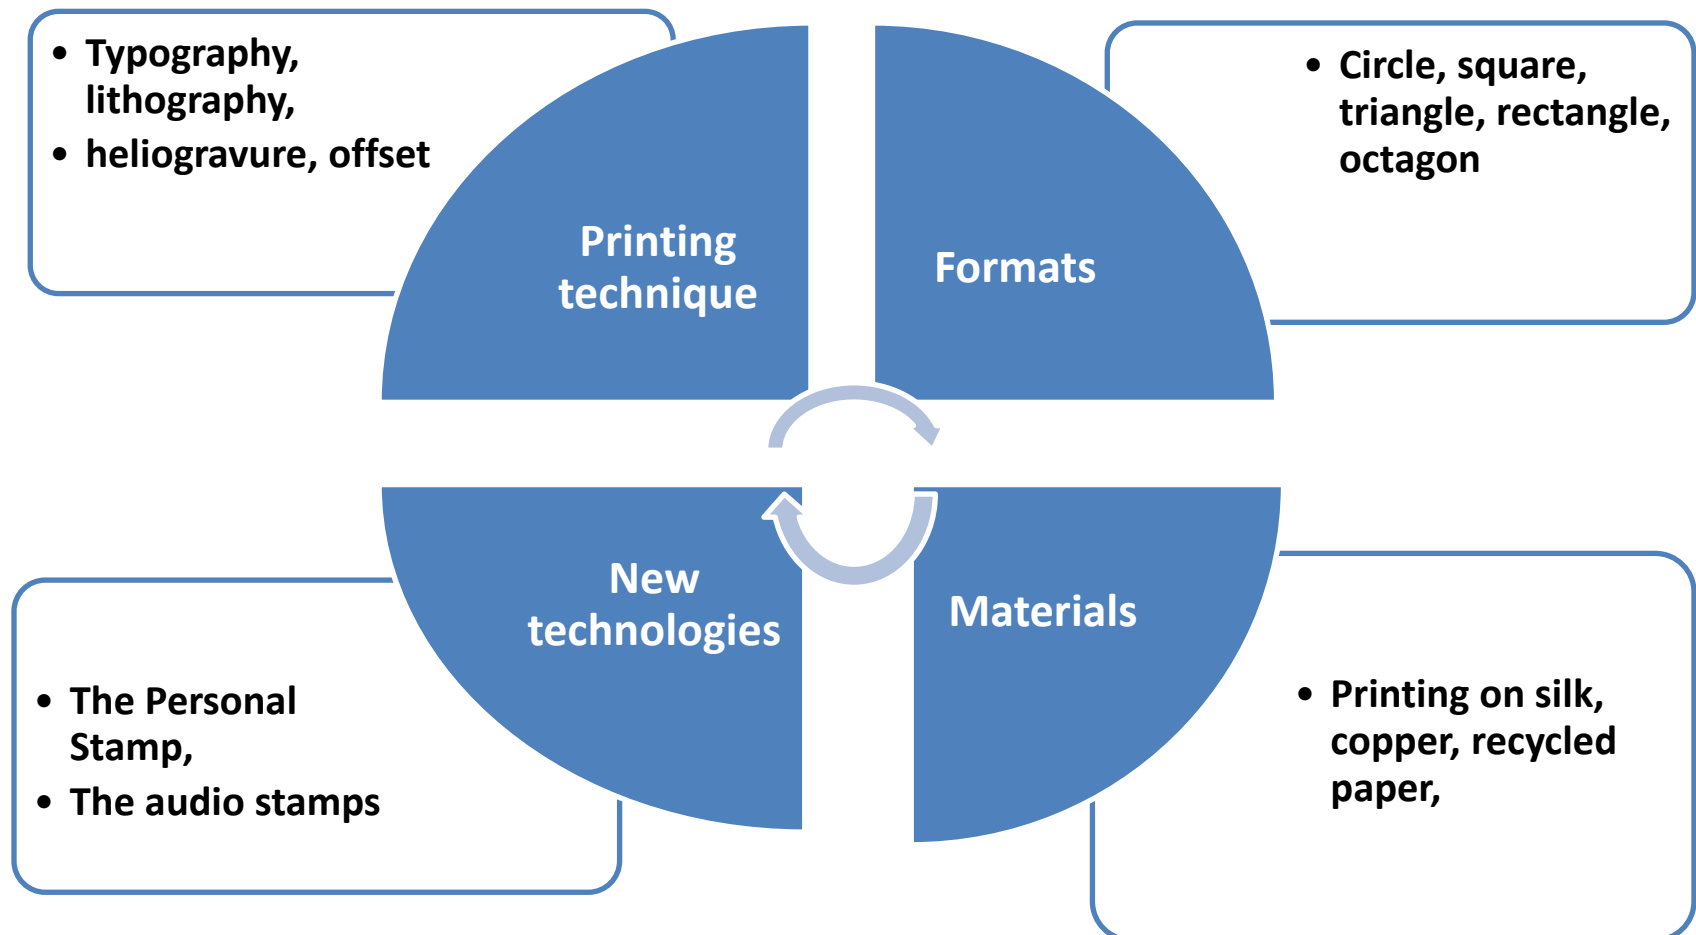 • Typography,
lithography,
• heliogravure, offset
Printing
technique
Formats
• Circle, square,
triangle, rectangle,
octagon
New
technologies
Materials
• The Personal
Stamp,
• The audio stamps
• Printing on silk,
copper, recycled
paper,